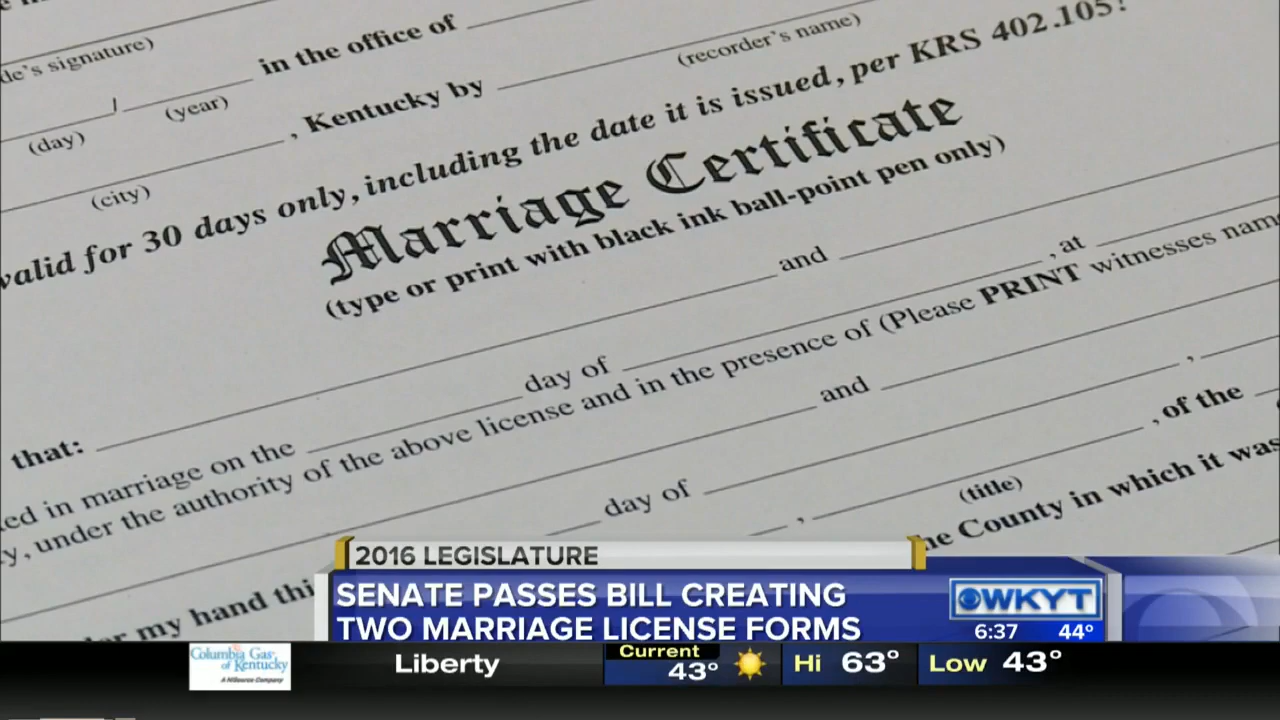 de's signature)
in the office of
(recorder's name)
(day)
(year)
, Kentucky by
(city)
valid for 30 days only, including the date it is issued, per KRS 402.105!
Marriage Certificate
(type or print with black ink ball-point pen only)
that:
and
, at
ed in marriage on the
day of
y, under the authority of the above license and in the presence of (Please PRINT witnesses nam
and
day of
,
(title)
, of the
er my hand thi
he County in which it was
2016 LEGISLATURE
SENATE PASSES BILL CREATING
TWO MARRIAGE LICENSE FORMS
WKYT
6:37 44°
Columbia Gas
of Kentucky
A NiSource Company
Liberty
Current
43°
Hi 63°
Low 43°